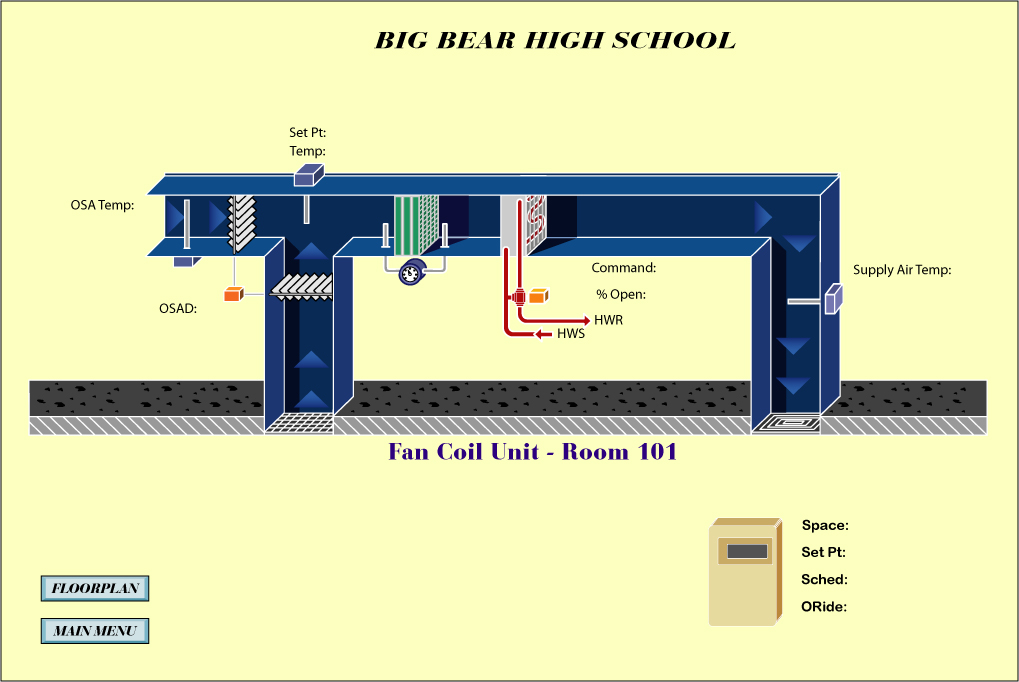 BIG BEAR HIGH SCHOOL
Set Pt:
Temp:
OSA Temp:
Command:
Supply Air Temp:
% Open:
OSAD:
HWR
HWS
Fan Coil Unit - Room 101
Space:
Set Pt:
Sched:
ORide:
FLOORPLAN
MAIN MENU